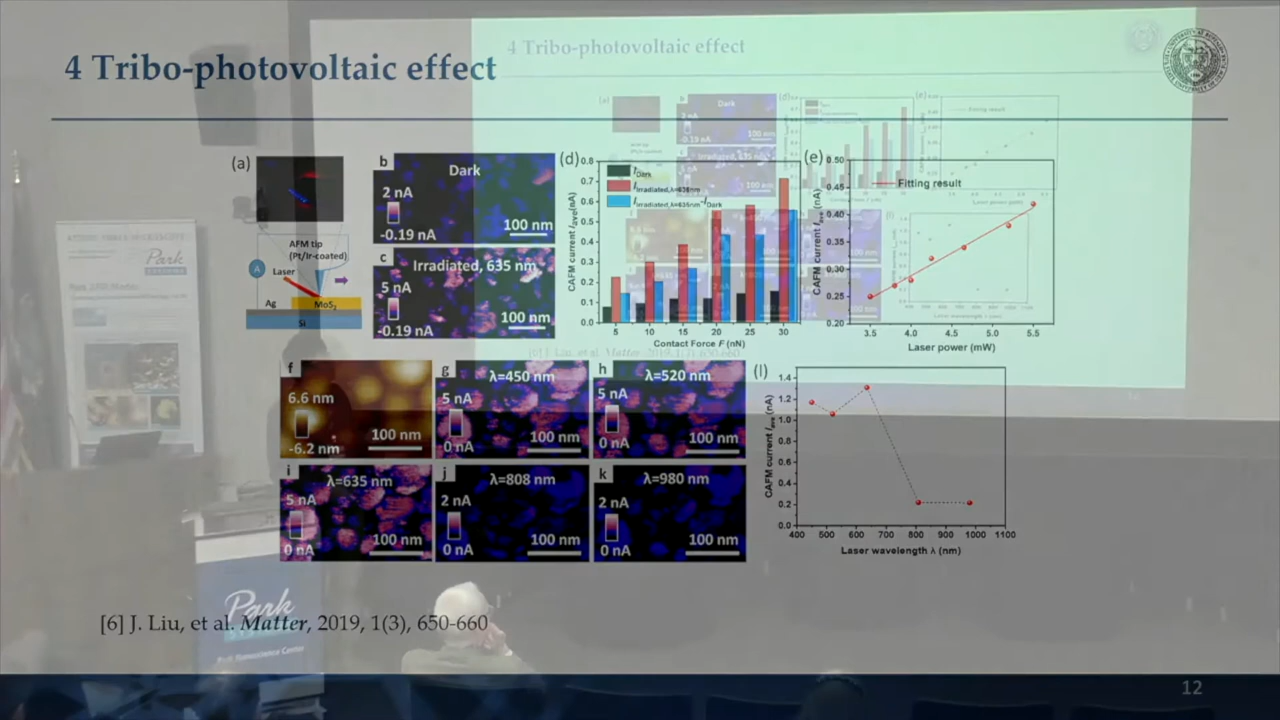 4 Tribo-photovoltaic effect
4 Tribo-photovoltaic effect
(a)
AFM tip
(Pt/Ir-coated)
A
Laser
Ag
MoS₂
Si
b
Dark
2 nA
-0.19 nA
100 nm
c
Irradiated, 635 nm
5 nA
-0.19 nA
100 nm
(d)
CAFM current Iave (nA)
0.8
0.7
0.6
0.5
0.4
0.3
0.2
0.1
0.0
IDark
IIrradiated,λ=635nm
IIrradiated,λ=635nm-IDark
5 10 15 20 25 30
Contact Force F (nN)
(e)
CAFM current Iave (nA)
0.50
0.45
0.40
0.35
0.30
0.25
0.20
Fitting result
3.5 4.0 4.5 5.0 5.5
Laser power (mW)
f
6.6 nm
-6.2 nm
100 nm
g
λ=450 nm
5 nA
0 nA
100 nm
h
λ=520 nm
5 nA
0 nA
100 nm
i
λ=635 nm
5 nA
0 nA
100 nm
j
λ=808 nm
2 nA
0 nA
100 nm
k
λ=980 nm
2 nA
0 nA
100 nm
(l)
CAFM current Iave (nA)
1.4
1.2
1.0
0.8
0.6
0.4
0.2
0.0
400 500 600 700 800 900 1000 1100
Laser wavelength λ (nm)
Park
Park
Park Nanoscience Center
[6] J. Liu, et al. Matter, 2019, 1(3), 650-660
12